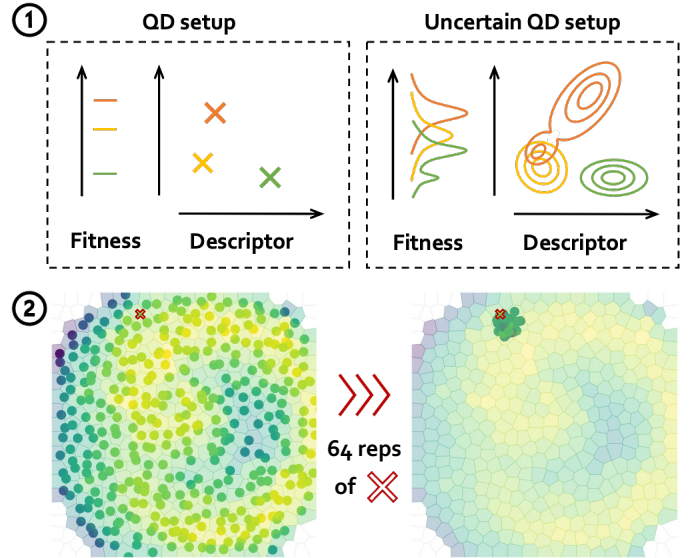 1
QD setup
Uncertain QD setup
Fitness
Descriptor
Fitness
Descriptor
2
64 reps
of